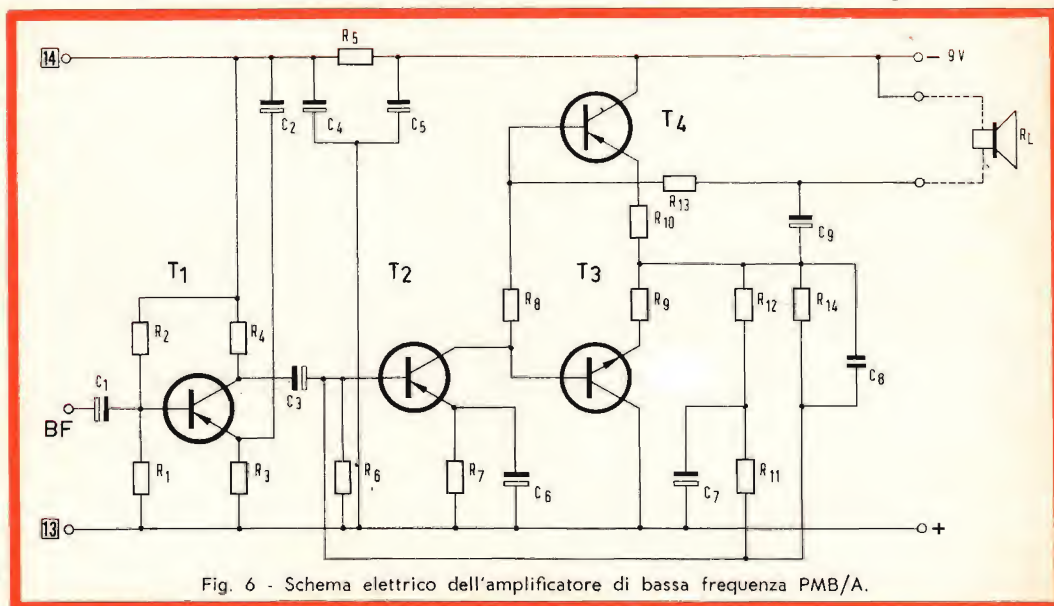 14
R5
- 9V
C2
C4
C5
T4
RL
R13
R10
C9
T1
T2
T3
R2
R4
R8
R9
R12
R14
C1
C3
C8
BF
R1
R3
R6
R7
C6
C7
R11
13
+
Fig. 6 - Schema elettrico dell'amplificatore di bassa frequenza PMB/A.